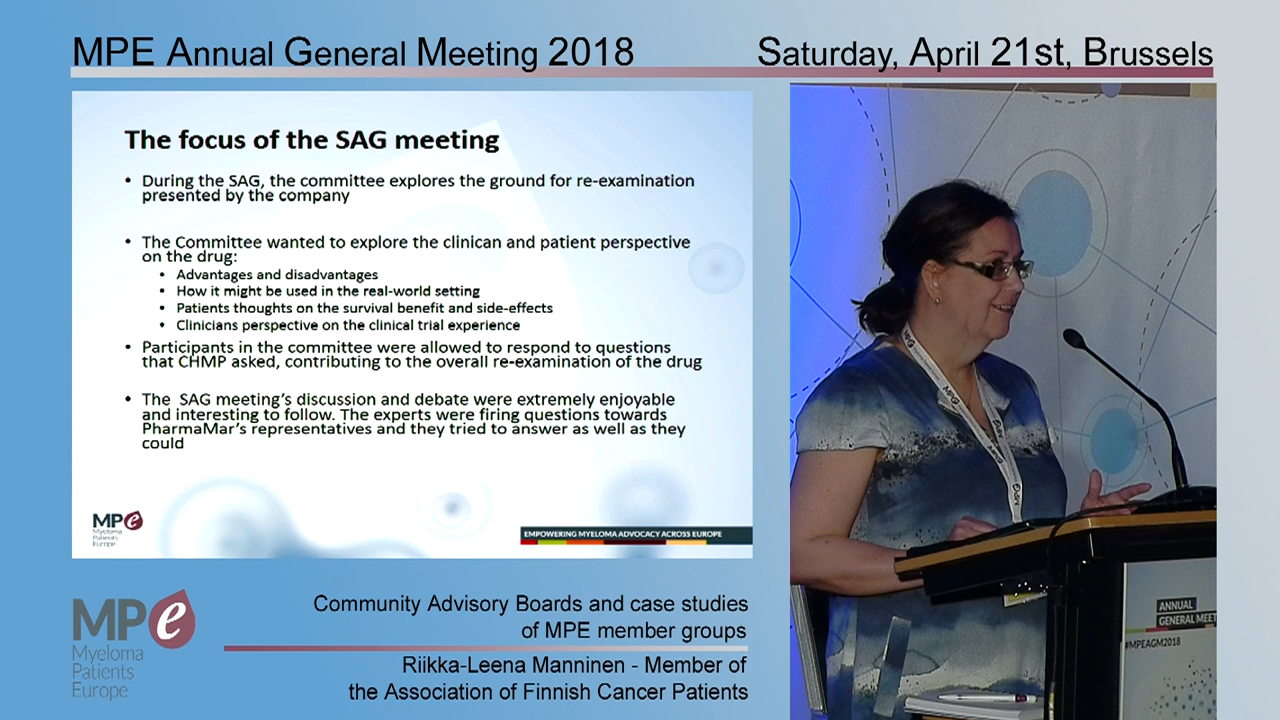 MPE Annual General Meeting 2018
Saturday, April 21st, Brussels
The focus of the SAG meeting
• During the SAG, the committee explores the ground for re-examination
presented by the company
• The Committee wanted to explore the clinican and patient perspective
on the drug:
• Advantages and disadvantages
• How it might be used in the real-world setting
• Patients thoughts on the survival benefit and side-effects
• Clinicians perspective on the clinical trial experience
• Participants in the committee were allowed to respond to questions
that CHMP asked, contributing to the overall re-examination of the drug
• The SAG meeting's discussion and debate were extremely enjoyable
and interesting to follow. The experts were firing questions towards
PharmaMar's representatives and they tried to answer as well as they
could
MPe
Myeloma
Patients
Europe
EMPOWERING MYELOMA ADVOCACY ACROSS EUROPE
MPe
Myeloma
Patients
Europe
Community Advisory Boards and case studies
of MPE member groups
Riikka-Leena Manninen - Member of
the Association of Finnish Cancer Patients
MPe
MPe
ANNUAL
GENERAL MEET
#MPEAGM2018